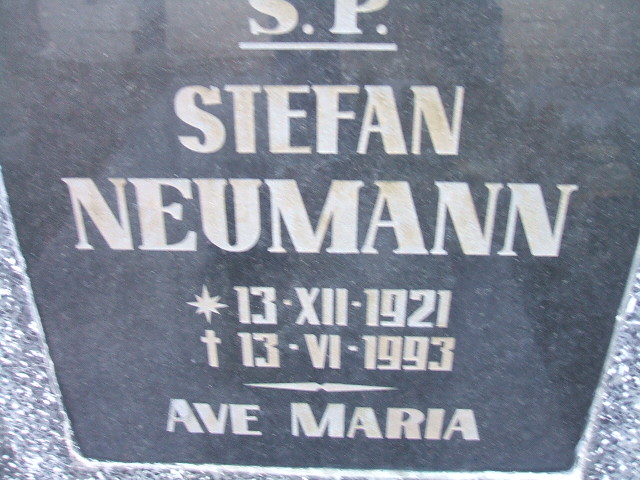 S.P.
STEFAN
NEUMANN
* 13-XII-1921
† 13-VI-1993
AVE MARIA